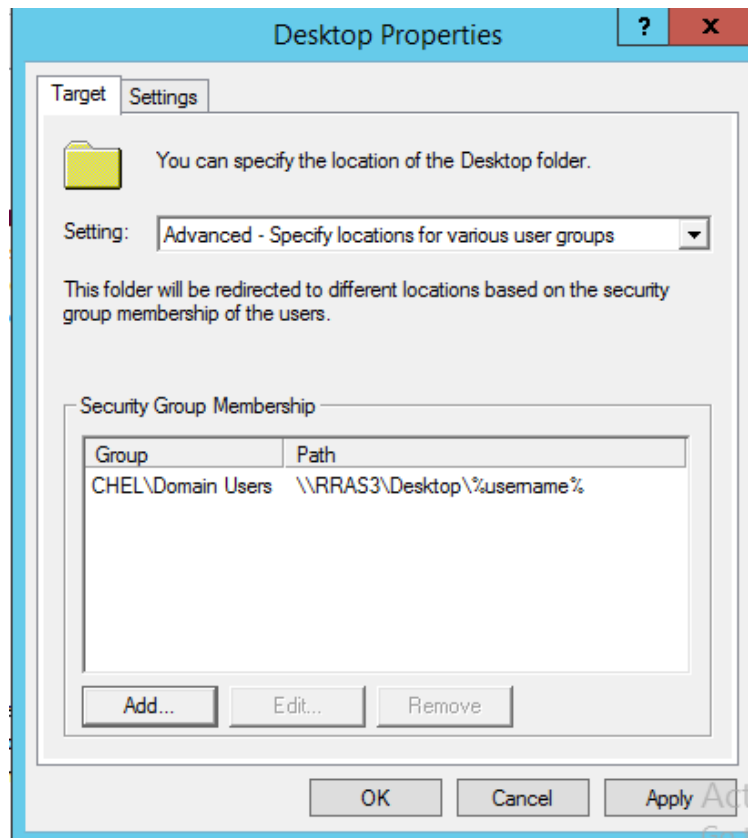 Desktop Properties
?
x
Target
Settings
You can specify the location of the Desktop folder.
Setting:
Advanced - Specify locations for various user groups
This folder will be redirected to different locations based on the security
group membership of the users.
Security Group Membership
Group
Path
CHEL\Domain Users
\\RRAS3\Desktop\%username%
Add...
Edit...
Remove
OK
Cancel
Apply